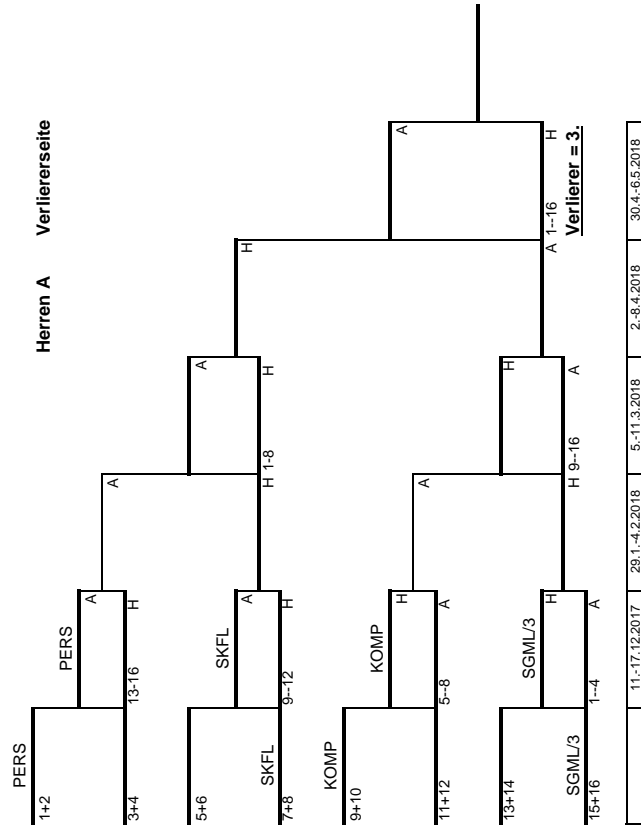 PERS
1+2 Herren A Verliererseite
PERS
A
A
3+4 13-16 H
5+6 A
SKFL
A H
SKFL H 1-8 H
7+8 9--12 H
KOMP
9+10
KOMP
H A
A
11+12 5--8 A
13+14 H
SGML/3
H A 1--16 H
SGML/3 H 9--16 A Verlierer = 3.
15+16 1--4 A
11.-17.12.2017 29.1.-4.2.2018 5.-11.3.2018 2.-8.4.2018 30.4.-6.5.2018